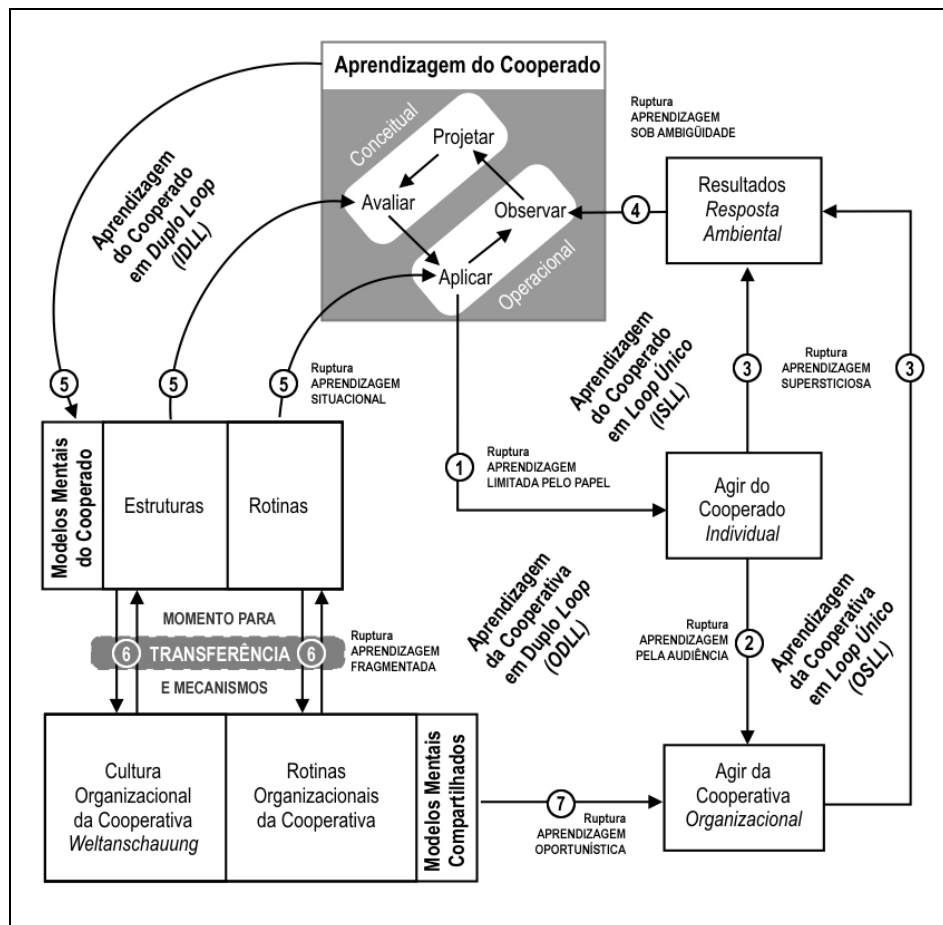 Aprendizagem do Cooperado
Conceitual
Projetar
Avaliar
Observar
Aplicar
Operacional
Ruptura
APRENDIZAGEM
SOB AMBIGÜIDADE
4
Resultados
Resposta
Ambiental
Aprendizagem
do Cooperado
em Duplo Loop
(IDLL)
5
5
5
Ruptura
APRENDIZAGEM
SITUACIONAL
Aprendizagem
do Cooperado
em Loop Único
(ISLL)
3
Ruptura
APRENDIZAGEM
SUPERSTICIOSA
3
Modelos Mentais
do Cooperado
Estruturas
Rotinas
1
Ruptura
APRENDIZAGEM
LIMITADA PELO PAPEL
Agir do
Cooperado
Individual
MOMENTO PARA
6
TRANSFERÊNCIA
6
E MECANISMOS
Ruptura
APRENDIZAGEM
FRAGMENTADA
Aprendizagem
da Cooperativa
em Duplo Loop
(ODLL)
Ruptura
APRENDIZAGEM
PELA AUDIÊNCIA
2
Aprendizagem
da Cooperativa
em Loop Único
(OSLL)
Cultura
Organizacional
da Cooperativa
Weltanschauung
Rotinas
Organizacionais
da Cooperativa
Modelos Mentais
Compartilhados
7
Ruptura
APRENDIZAGEM
OPORTUNÍSTICA
Agir da
Cooperativa
Organizacional